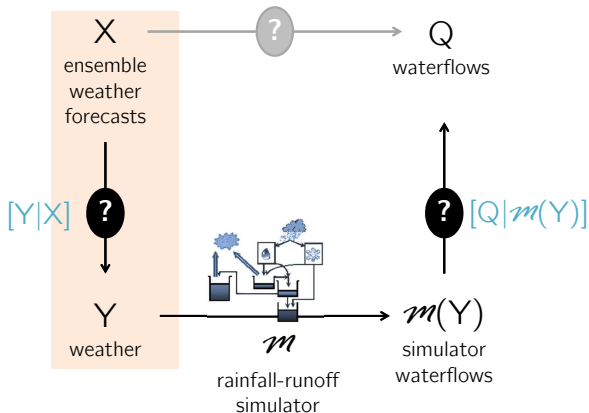 X
?
Q
ensemble
weather
forecasts
waterflows
[Y|X]
?
?
[Q|𝓂(Y)]
Y
𝓂(Y)
weather
𝓂
simulator
waterflows
rainfall-runoff
simulator